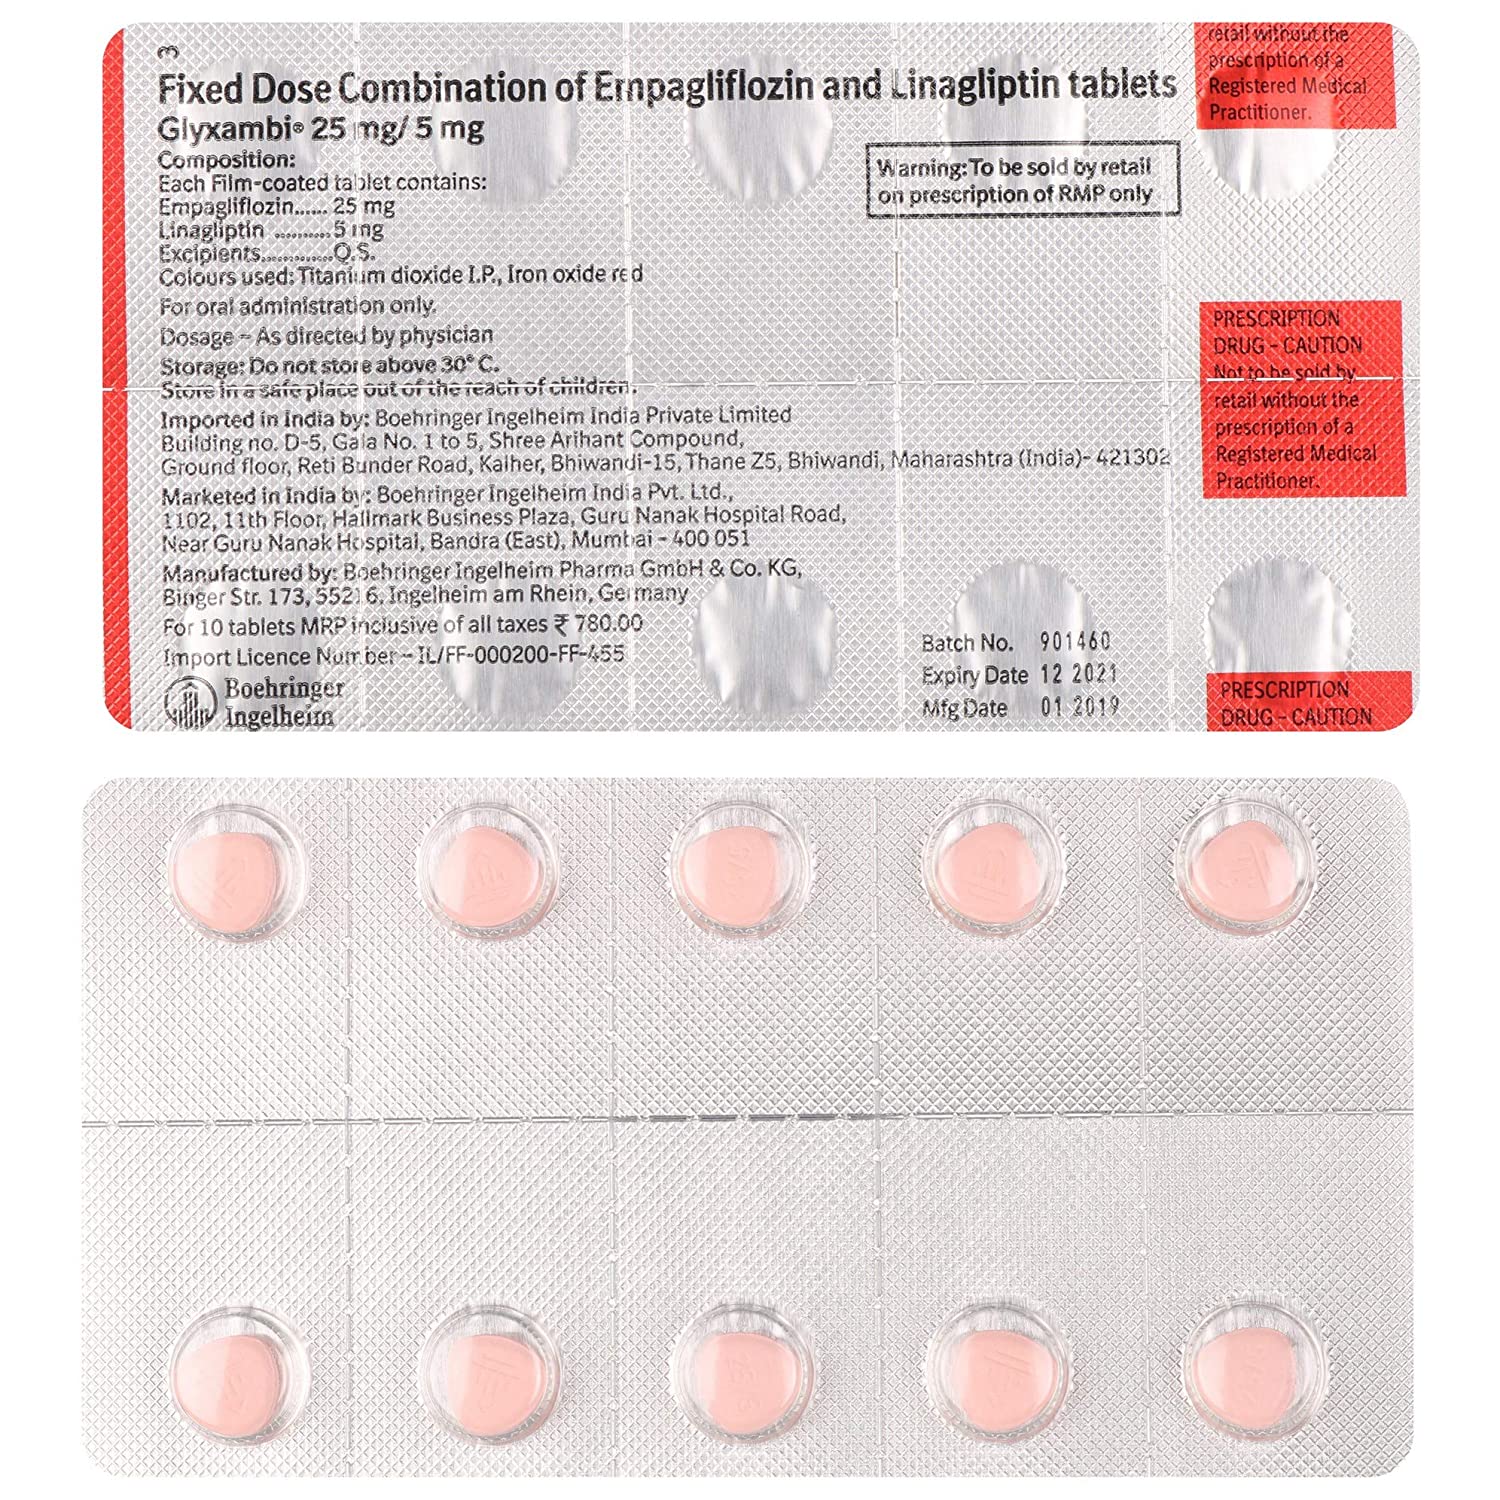 3
Fixed Dose Combination of Empagliflozin and Linagliptin tablets
Glyxambi® 25 mg/ 5 mg
Composition:
Each Film-coated tablet contains:
Empagliflozin...... 25 mg
Linagliptin ..........5 mg
Excipients.............Q.S.
Colours used: Titanium dioxide I.P., Iron oxide red
For oral administration only.
Dosage – As directed by physician
Storage: Do not store above 30° C.
Store in a safe place out of the reach of children.
Imported in India by: Boehringer Ingelheim India Private Limited
Building no. D-5, Gala No. 1 to 5, Shree Arihant Compound,
Ground floor, Reti Bunder Road, Kalher, Bhiwandi-15, Thane Z5, Bhiwandi, Maharashtra (India)- 421302
Marketed in India by: Boehringer Ingelheim India Pvt. Ltd.,
1102, 11th Floor, Hallmark Business Plaza, Guru Nanak Hospital Road,
Near Guru Nanak Hospital, Bandra (East), Mumbai – 400 051
Manufactured by: Boehringer Ingelheim Pharma GmbH & Co. KG,
Binger Str. 173, 55216, Ingelheim am Rhein, Germany
For 10 tablets MRP inclusive of all taxes ₹ 780.00
Import Licence Number – IL/FF-000200-FF-455
Boehringer
Ingelheim
Warning: To be sold by retail
on prescription of RMP only
Batch No. 901460
Expiry Date 12 2021
Mfg Date 01 2019
retail without the
prescription of a
Registered Medical
Practitioner.
PRESCRIPTION
DRUG – CAUTION
Not to be sold by
retail without the
prescription of a
Registered Medical
Practitioner.
PRESCRIPTION
DRUG – CAUTION
25/5
25/5
25/5